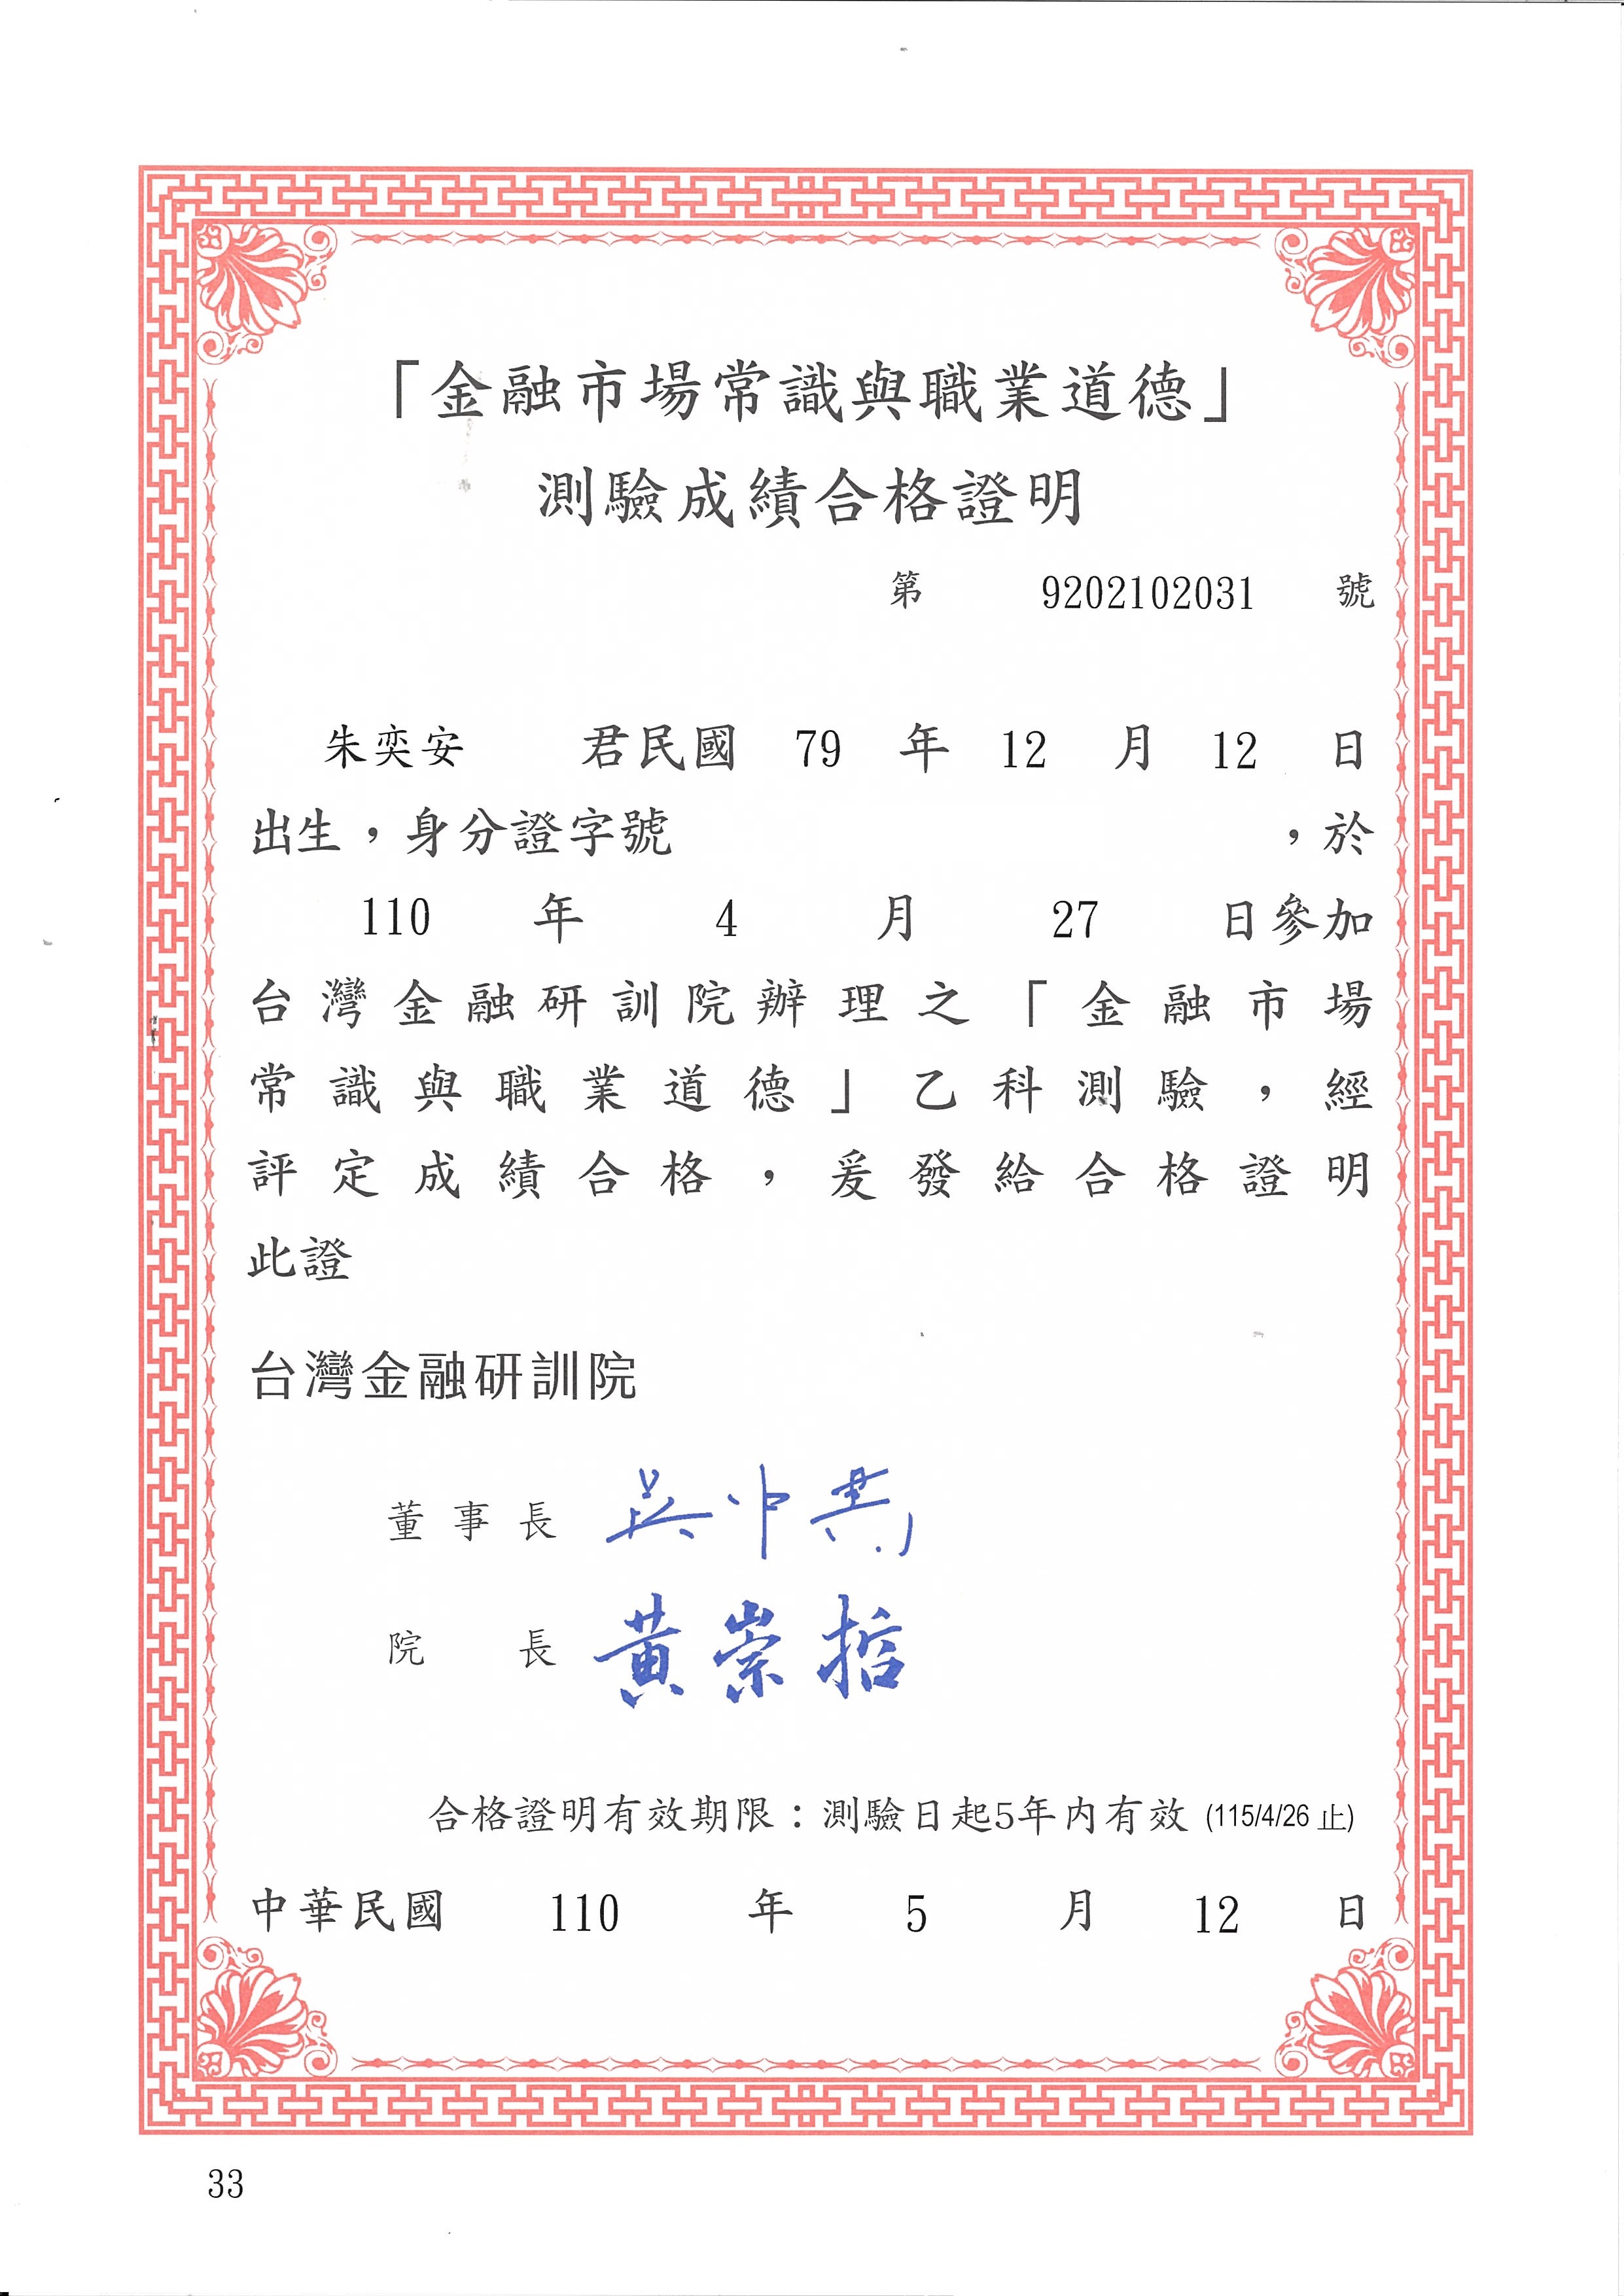 「金融市場常識與職業道德」
測驗成績合格證明
第 9202102031 號
朱奕安 君民國 79 年 12 月 12 日
出生，身分證字號 ，於
110 年 4 月 27 日參加
台灣金融研訓院辦理之「金融市場
常識與職業道德」乙科測驗，經
評定成績合格，爰發給合格證明
此證
台灣金融研訓院
董事長 吳中書
院長 黃崇哲
合格證明有效期限：測驗日起5年內有效 (115/4/26 止)
中華民國 110 年 5 月 12 日
33